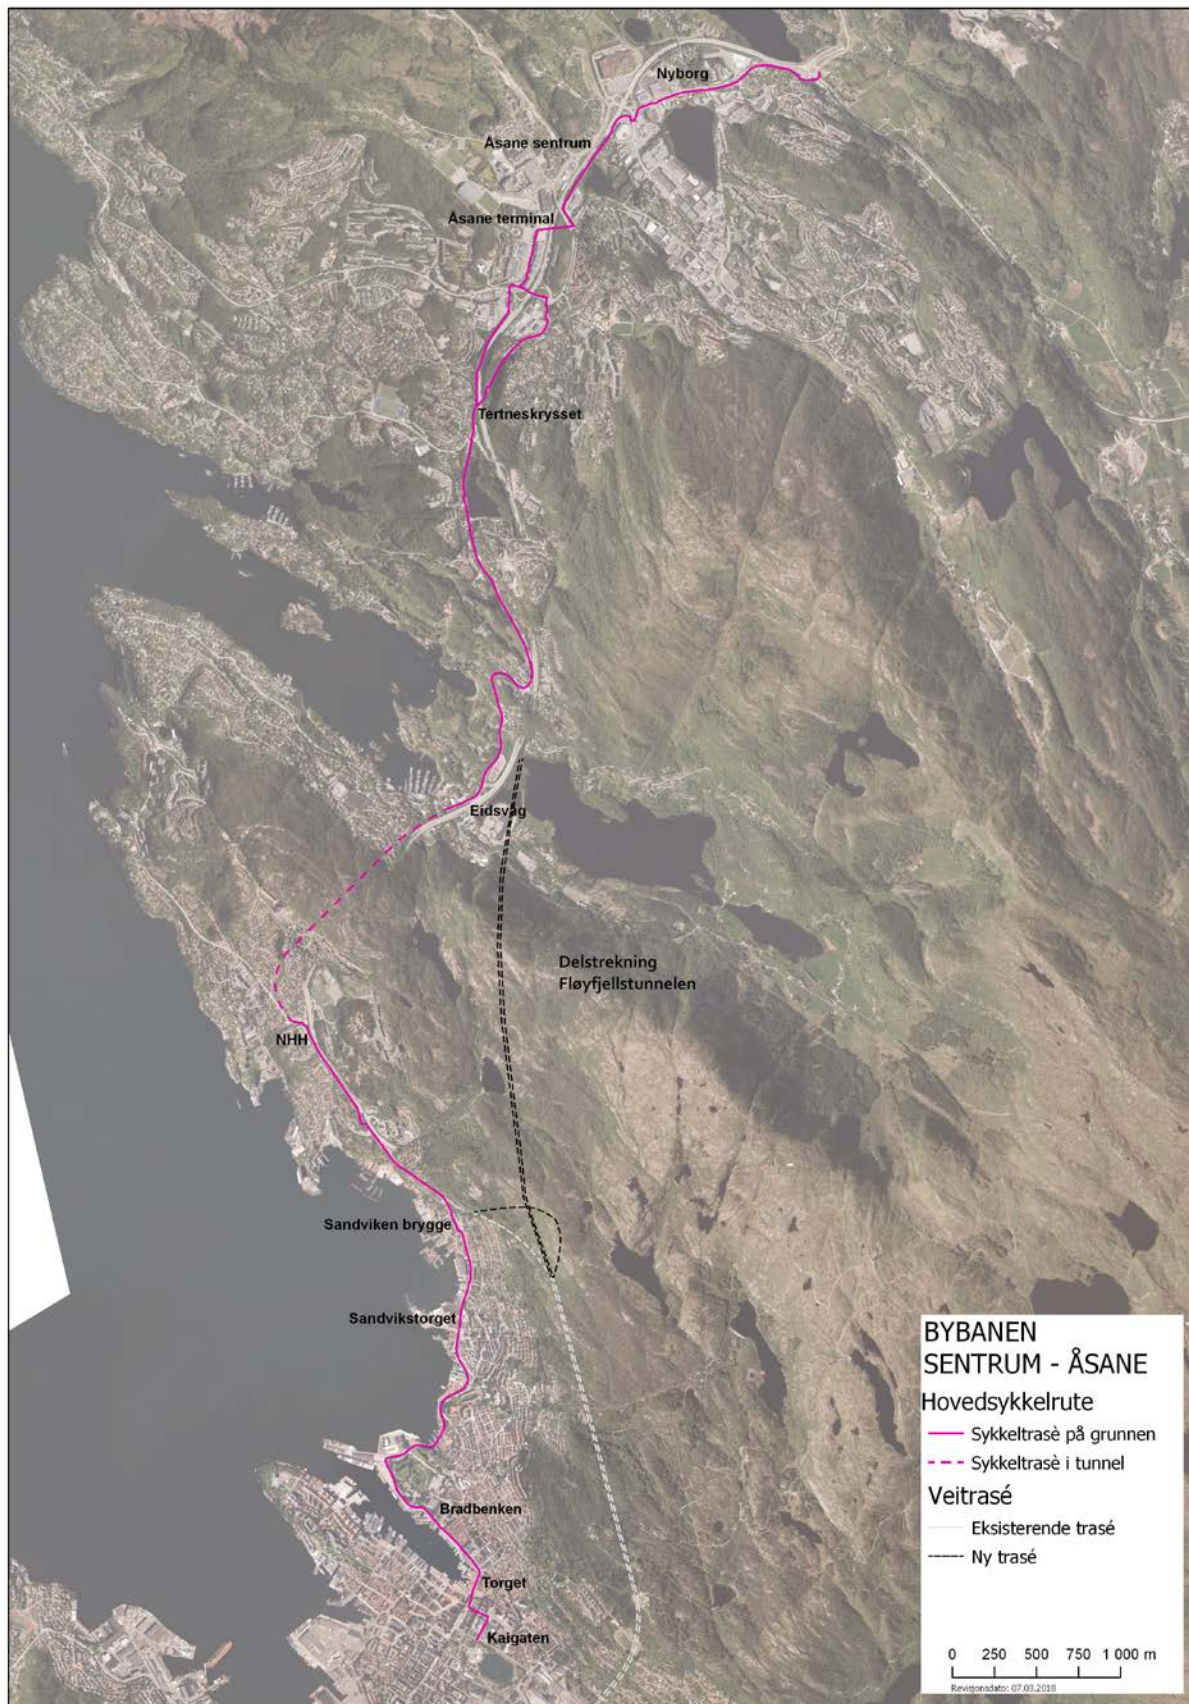 Nyborg
Åsane sentrum
Åsane terminal
Tertneskrysset
Eidsvåg
Delstrekning
Fløyfjellstunnelen
NHH
Sandviken brygge
Sandvikstorget
Bradbenken
Torget
Kaigaten
BYBANEN
SENTRUM - ÅSANE
Hovedsykkelrute
Sykkeltrasè på grunnen
Sykkeltrasè i tunnel
Veitrasé
Eksisterende trasé
Ny trasé
0 250 500 750 1 000 m
Revisjonsdato: 07.03.2018